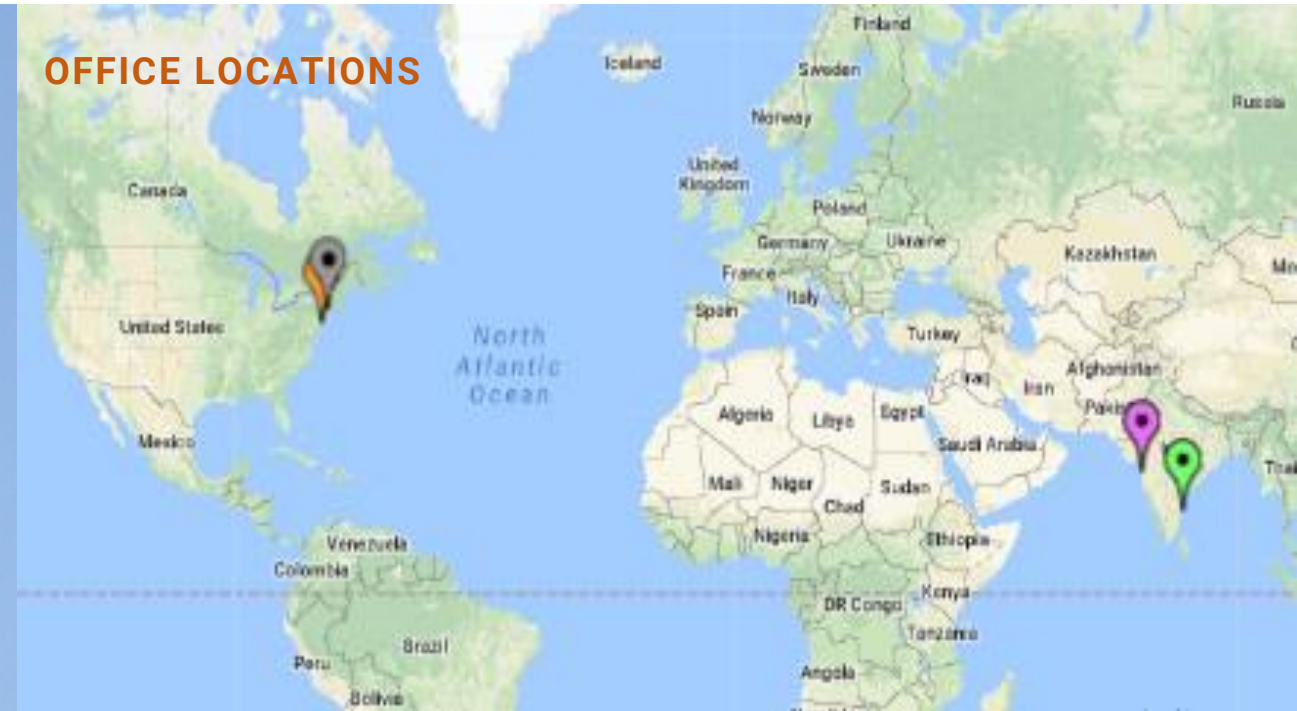 OFFICE LOCATIONS
Finland
Iceland
Sweden
Russia
Norway
United
Kingdom
Canada
Poland
Germany
Ukraine
Kazakhstan
France
Italy
Spain
United States
Turkey
North
Atlantic
Ocean
Afghanistan
Iraq
Iran
Algeria
Libya
Egypt
Mexico
Saudi Arabia
Mali
Niger
Sudan
Chad
Nigeria
Ethiopia
Venezuela
Colombia
Kenya
DR Congo
Tanzania
Brazil
Peru
Angola
Bolivia